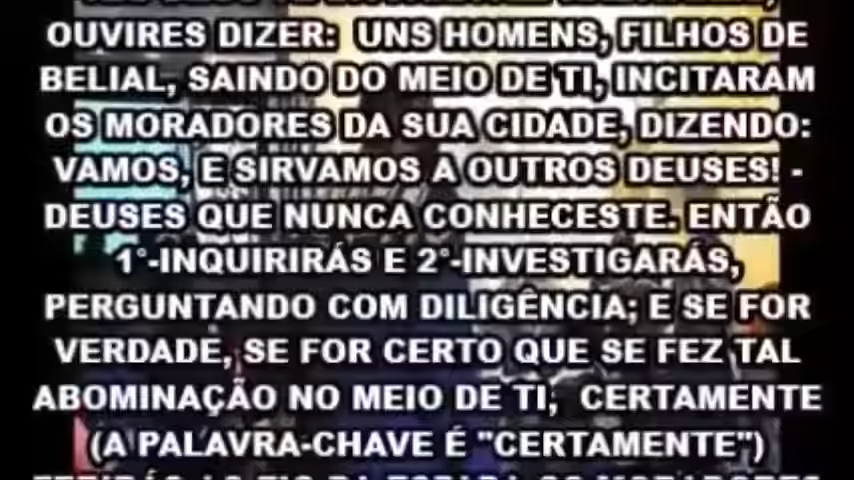 OUVIRES DIZER: UNS HOMENS, FILHOS DE
BELIAL, SAINDO DO MEIO DE TI, INCITARAM
OS MORADORES DA SUA CIDADE, DIZENDO:
VAMOS, E SIRVAMOS A OUTROS DEUSES! -
DEUSES QUE NUNCA CONHECESTE. ENTÃO
1°-INQUIRIRÁS E 2°-INVESTIGARÁS,
PERGUNTANDO COM DILIGÊNCIA; E SE FOR
VERDADE, SE FOR CERTO QUE SE FEZ TAL
ABOMINAÇÃO NO MEIO DE TI, CERTAMENTE
(A PALAVRA-CHAVE É "CERTAMENTE")